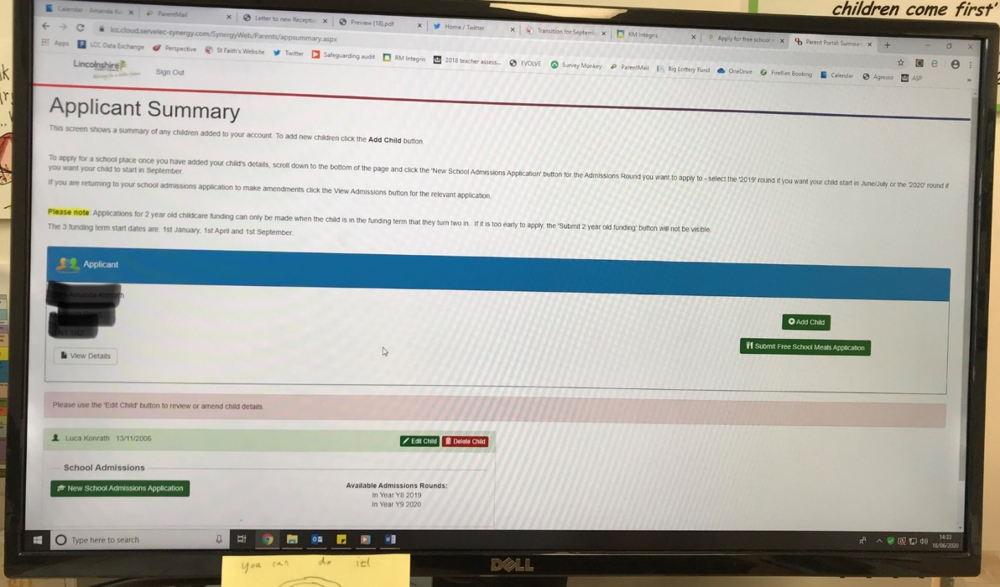 children come first'
Calendar - Amanda Ko
ParentMail
Letter to new Receptio
Preview (18).pdf
Home / Twitter
Transition for Septemb
RM Integris
Apply for free school
Parent Portal: Summar
lcc.cloud.servelec-synergy.com/SynergyWeb/Parents/appsummary.aspx
Apps LCC Data Exchange Perspective St Faith's Website Twitter Safeguarding audit RM Integris 2018 teacher assess... EVOLVE Survey Monkey ParentMail Big Lottery Fund OneDrive Fireflies Booking Calendar Agresso ASP
Lincolnshire
Sign Out
Applicant Summary
This screen shows a summary of any children added to your account. To add new children click the Add Child button.
To apply for a school place once you have added your child's details, scroll down to the bottom of the page and click the 'New School Admissions Application' button for the Admissions Round you want to apply to - select the '2019' round if you want your child start in June/July or the '2020' round if
you want your child to start in September.
If you are returning to your school admissions application to make amendments click the View Admissions button for the relevant application.
Please note: Applications for 2 year old childcare funding can only be made when the child is in the funding term that they turn two in. If it is too early to apply, the 'Submit 2 year old funding' button will not be visible.
The 3 funding term start dates are: 1st January, 1st April and 1st September.
Applicant
Add Child
Submit Free School Meals Application
View Details
Please use the 'Edit Child' button to review or amend child details.
Luca Konrath 13/11/2006
Edit Child
Delete Child
School Admissions
New School Admissions Application
Available Admissions Rounds:
In Year Y8 2019
In Year Y9 2020
Type here to search
14:33
18/06/2020
DELL
you can do it!